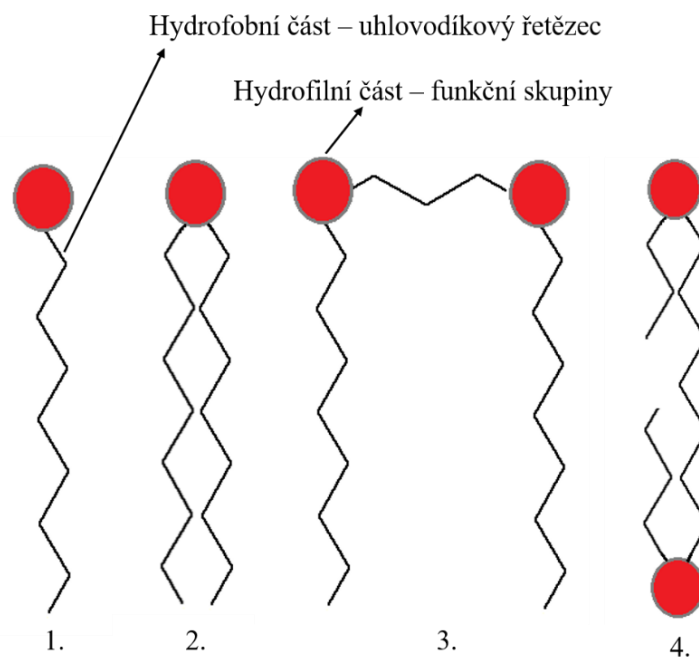 Hydrofobní část – uhlovodíkový řetězec
Hydrofilní část – funkční skupiny
1.
2.
3.
4.